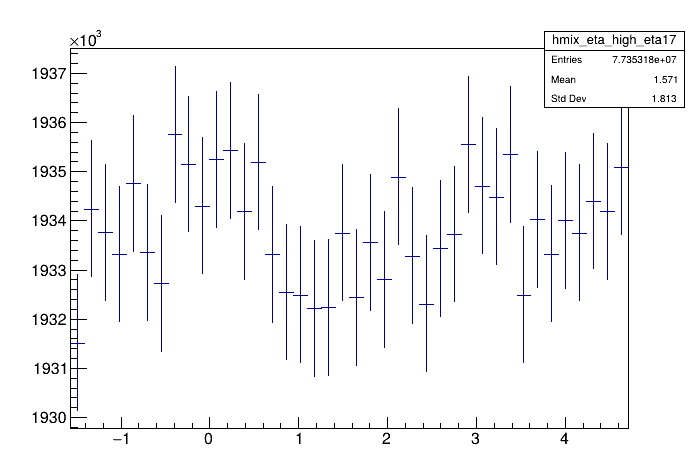 ×10³
hmix_eta_high_eta17
Entries 7.735318e+07
Mean 1.571
Std Dev 1.813
1937
1936
1935
1934
1933
1932
1931
1930
−1 0 1 2 3 4